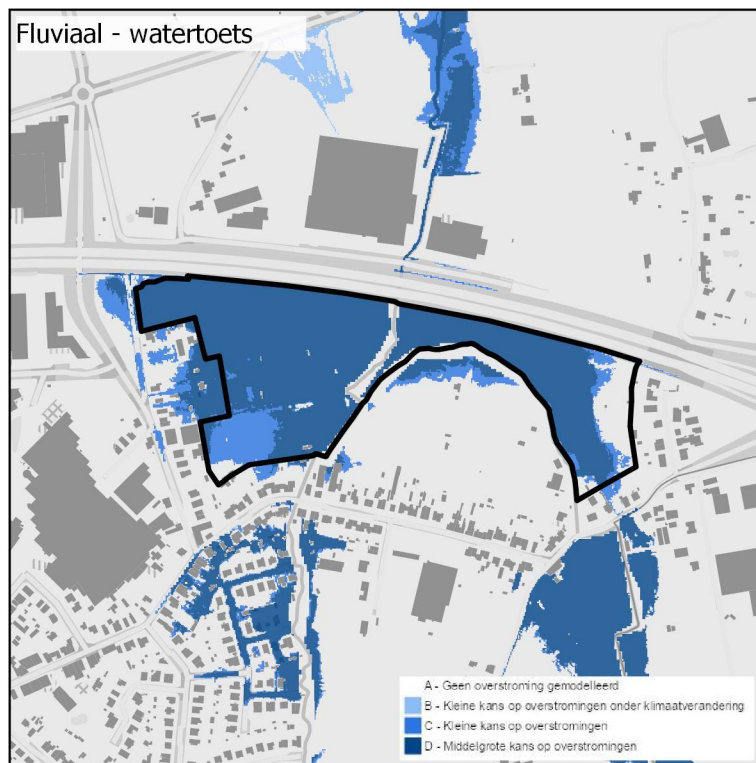 Fluviaal - watertoets
A - Geen overstroming gemodelleerd
B - Kleine kans op overstromingen onder klimaatverandering
C - Kleine kans op overstromingen
D - Middelgrote kans op overstromingen